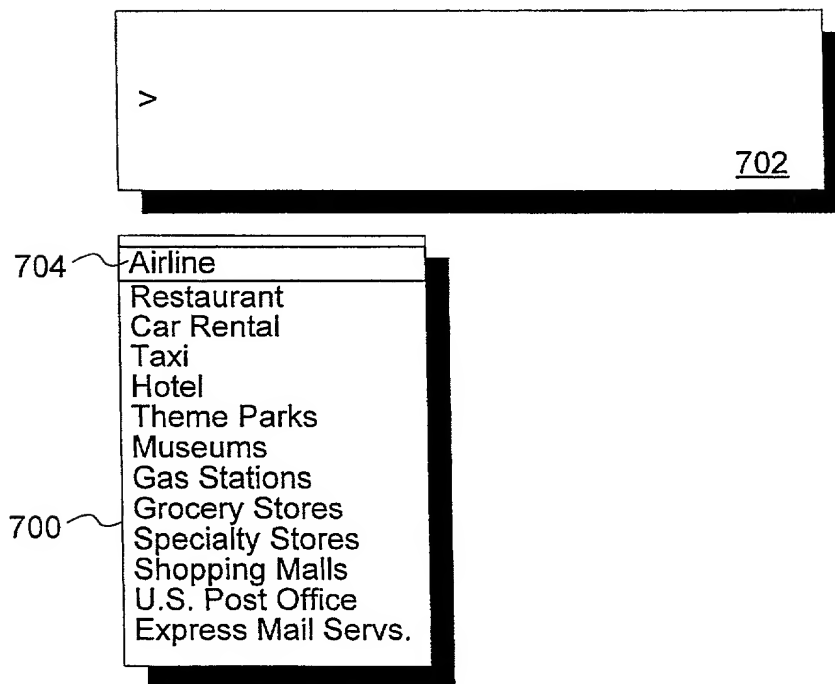 >
702
704 Airline
Restaurant
Car Rental
Taxi
Hotel
Theme Parks
Museums
Gas Stations
Grocery Stores
700
Specialty Stores
Shopping Malls
U.S. Post Office
Express Mail Servs.